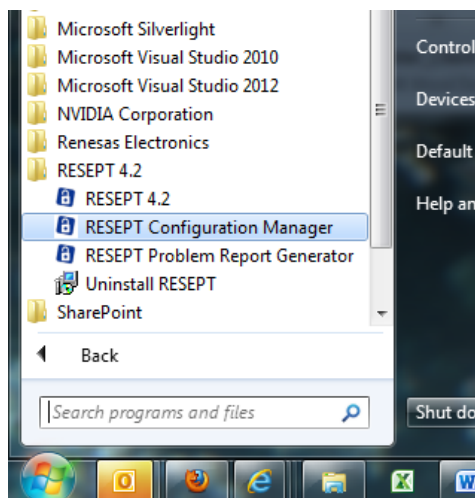 Microsoft Silverlight
Microsoft Visual Studio 2010
Microsoft Visual Studio 2012
NVIDIA Corporation
Renesas Electronics
RESEPT 4.2
RESEPT 4.2
RESEPT Configuration Manager
RESEPT Problem Report Generator
Uninstall RESEPT
SharePoint
Back
Search programs and files
Control
Devices
Default
Help an
Shut do